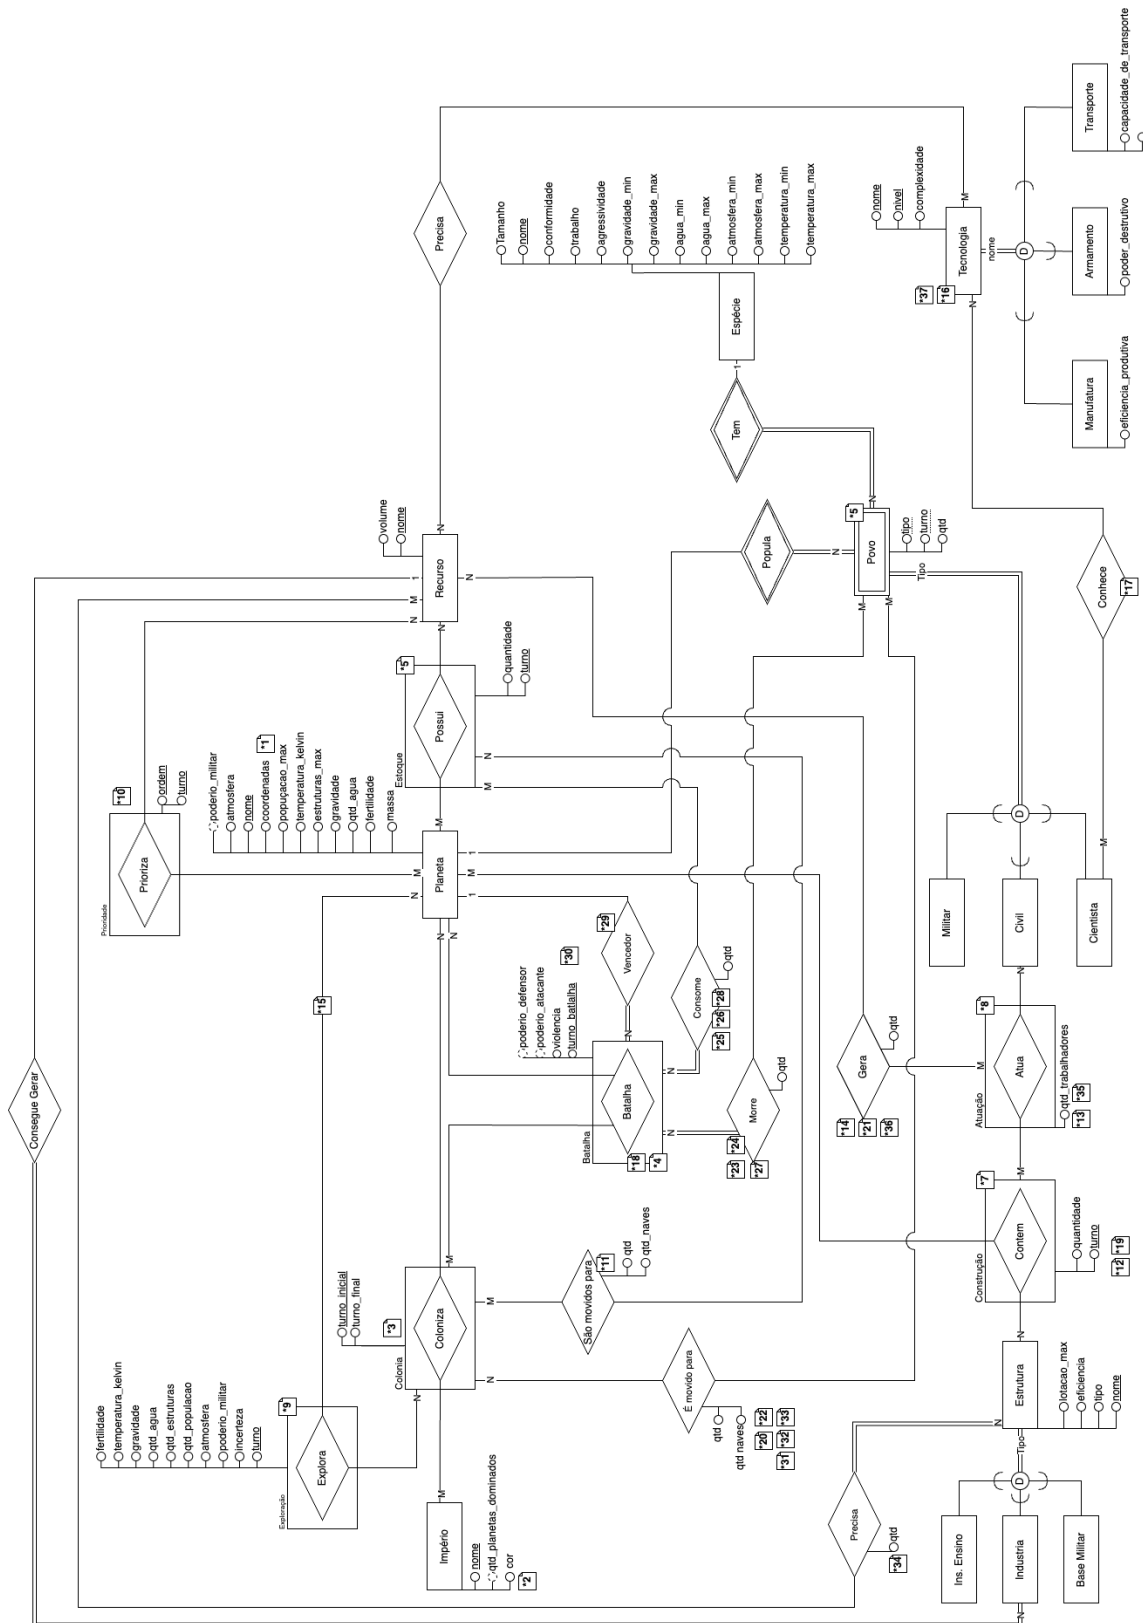 Consegue Gerar
Prioridade
Prioriza
*10
ordem
turno
Precisa
fertilidade
temperatura_kelvin
gravidade
qtd_agua
qtd_estruturas
qtd_populacao
atmosfera
poderio_militar
incerteza
turno
Exploração
Explora
*9
*15
poderio_militar
atmosfera
nome
coordenadas
*1
popuçacao_max
temperatura_kelvin
estruturas_max
gravidade
qtd_agua
fertilidade
massa
volume
nome
Império
nome
qtd_planetas_dominados
cor
*2
M
Colonia
Coloniza
turno_inicial
turno_final
*3
N
N
M
M
N
Planeta
N
N
N
M
1
M
1
M
Estoque
Possui
*5
quantidade
turno
N
M
N
Recurso
N
M
1
N
N
Tamanho
nome
conformidade
trabalho
agressividade
gravidade_min
gravidade_max
agua_min
agua_max
atmosfera_min
atmosfera_max
temperatura_min
temperatura_max
Espécie
1
Tem
N
Batalha
Batalha
*18
*4
poderio_defensor
poderio_atacante
violencia
turno_batlalha
*30
Vencedor
*29
N
N
N
Consome
qtd
*25
*26
*28
Morre
qtd
*23
*24
*27
São movidos para
*11
qtd
qtd_naves
É movido para
qtd
qtd naves
*20
*22
*31
*32
*33
Popula
N
Povo
*5
tipo
turno
qtd
Tipo
M
M
Tecnologia
nome
nivel
complexidade
*37
*16
M
N
nome
D
Manufatura
eficiencia_produtiva
Armamento
poder_destrutivo
Transporte
capacidade_de_transporte
Conhece
*17
M
D
Militar
Civil
Cientista
N
Gera
qtd
*14
*21
*36
M
Atuação
Atua
*8
qtd_trabalhadores
*13
*35
M
Construção
Contem
*7
quantidade
turno
*12
*19
N
Estrutura
lotacao_max
eficiencia
tipo
nome
N
Tipo
D
Ins. Ensino
Industria
Base Militar
N
Precisa
qtd
*34